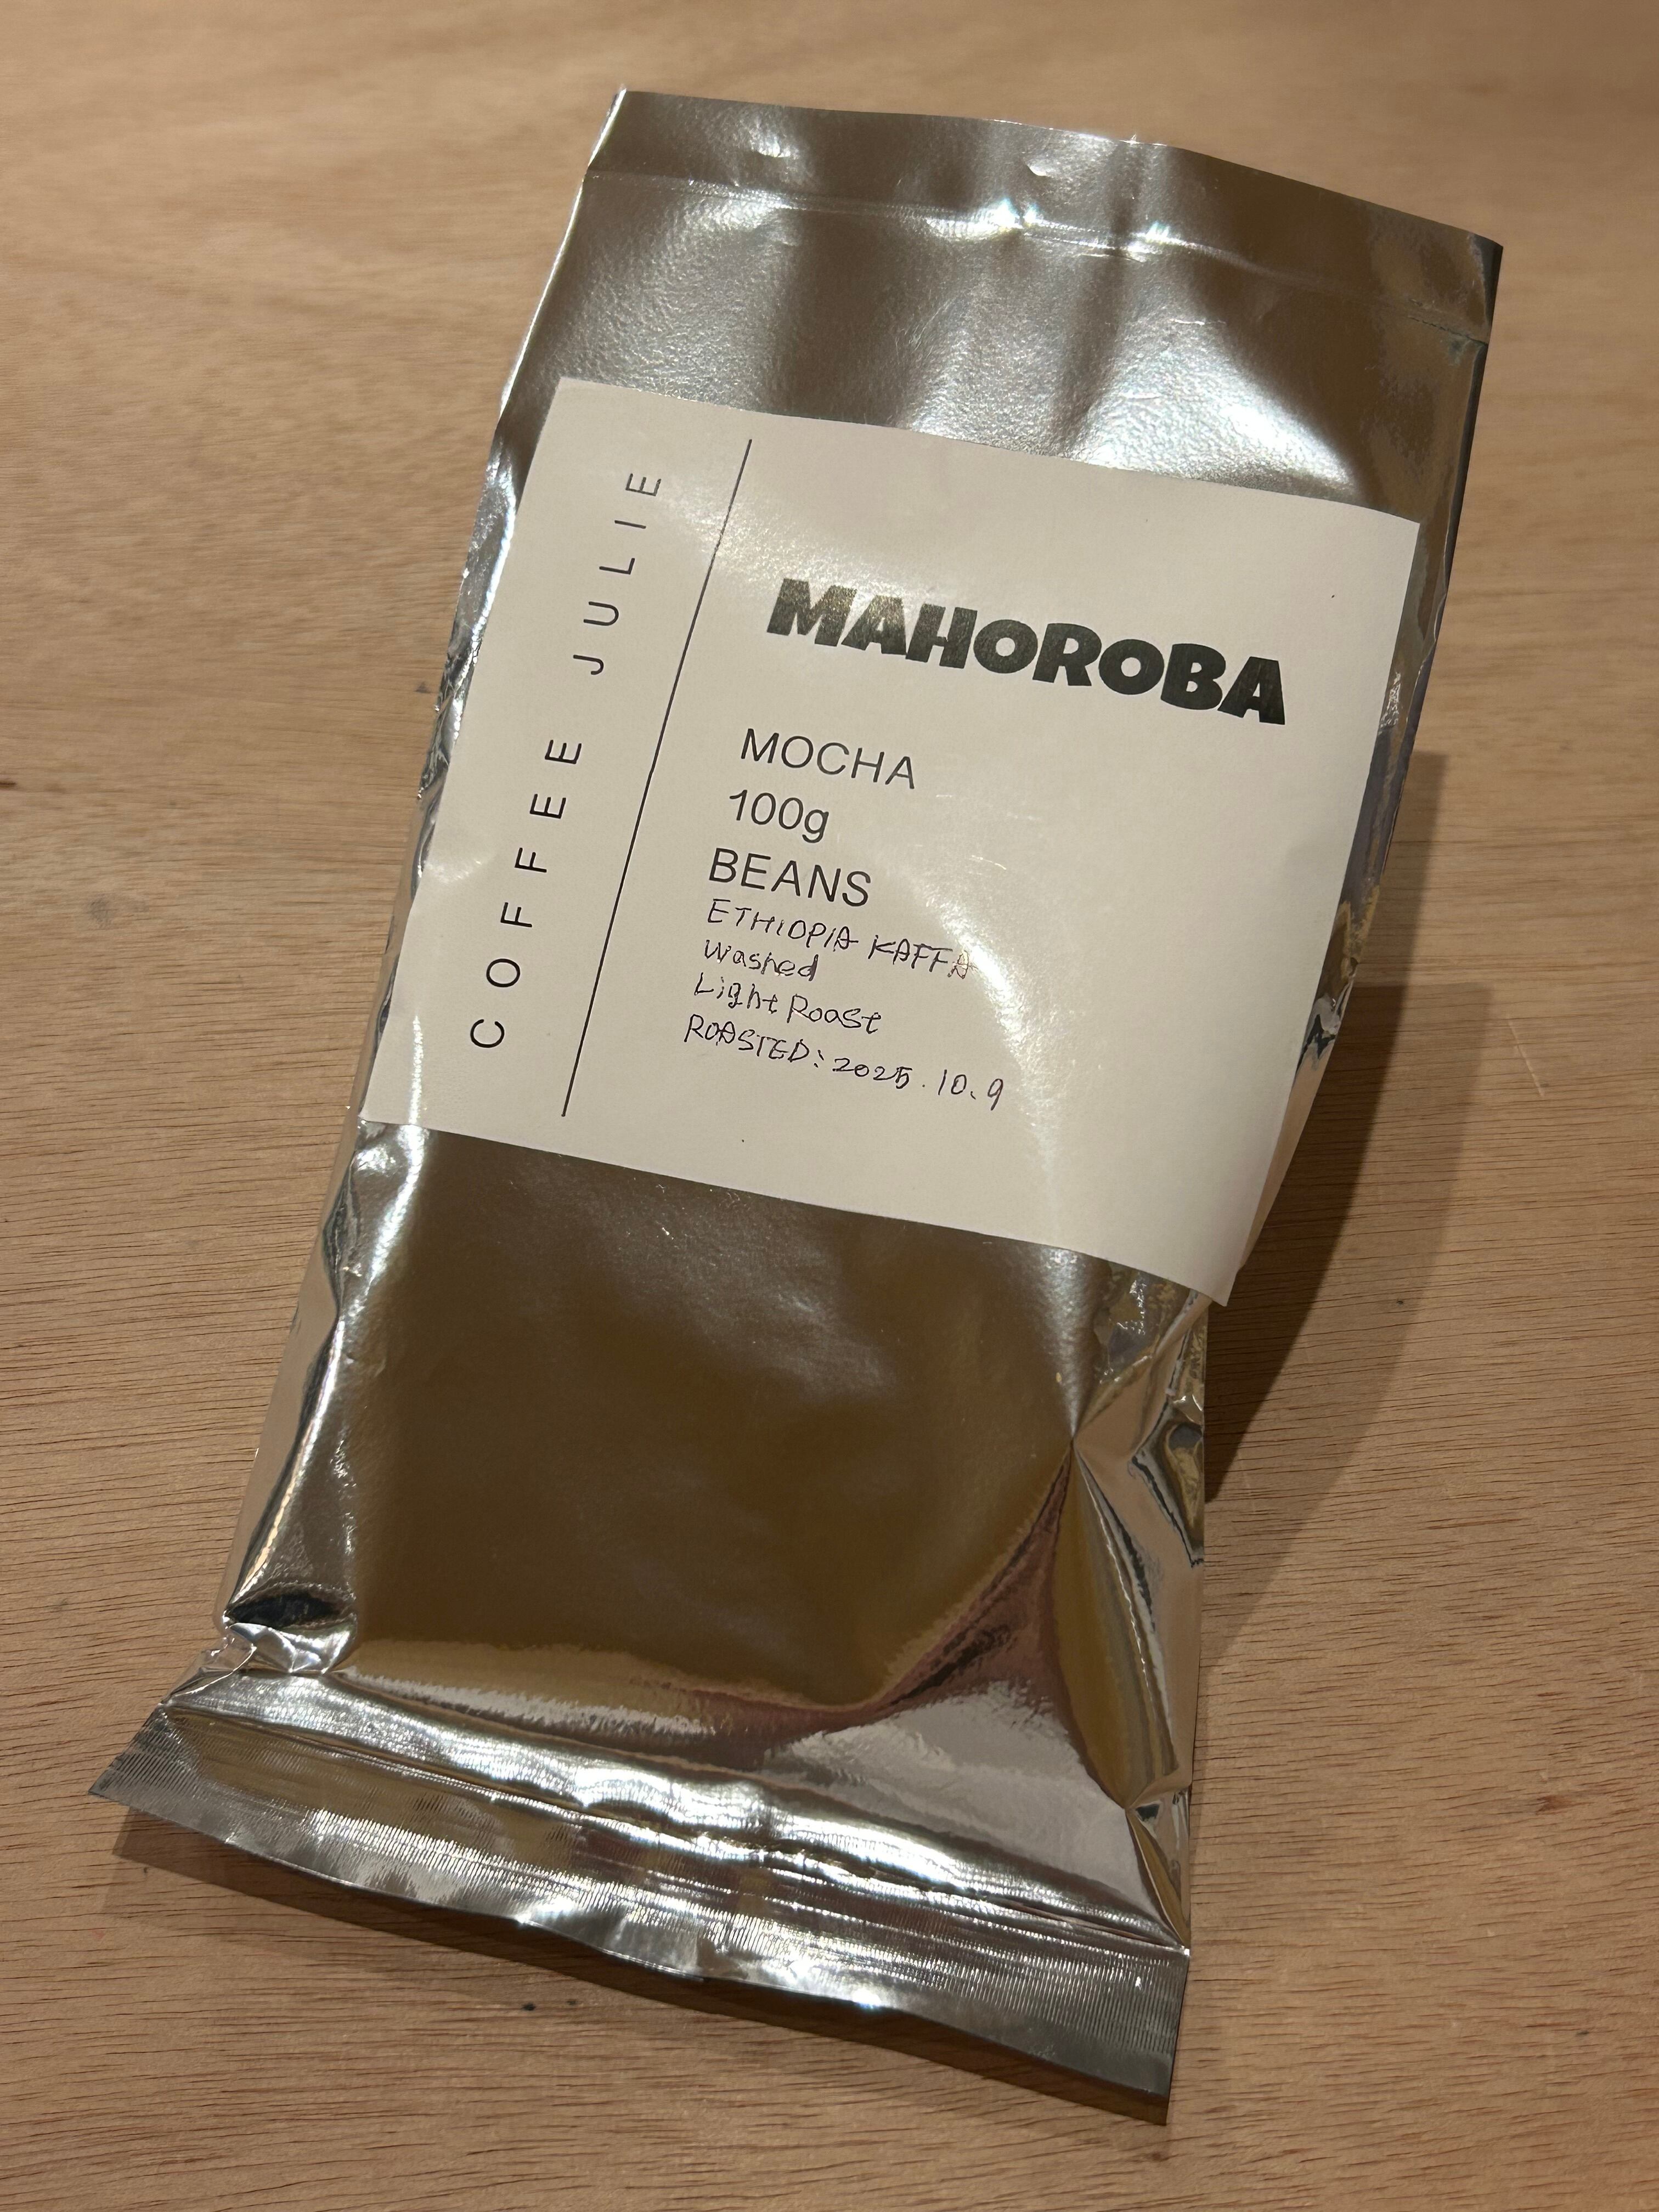 COFFEE JULIE
MAHOROBA
MOCHA
100g
BEANS
ETHIOPIA KAFFA
Washed
Light Roast
ROASTED: 2025.10.9